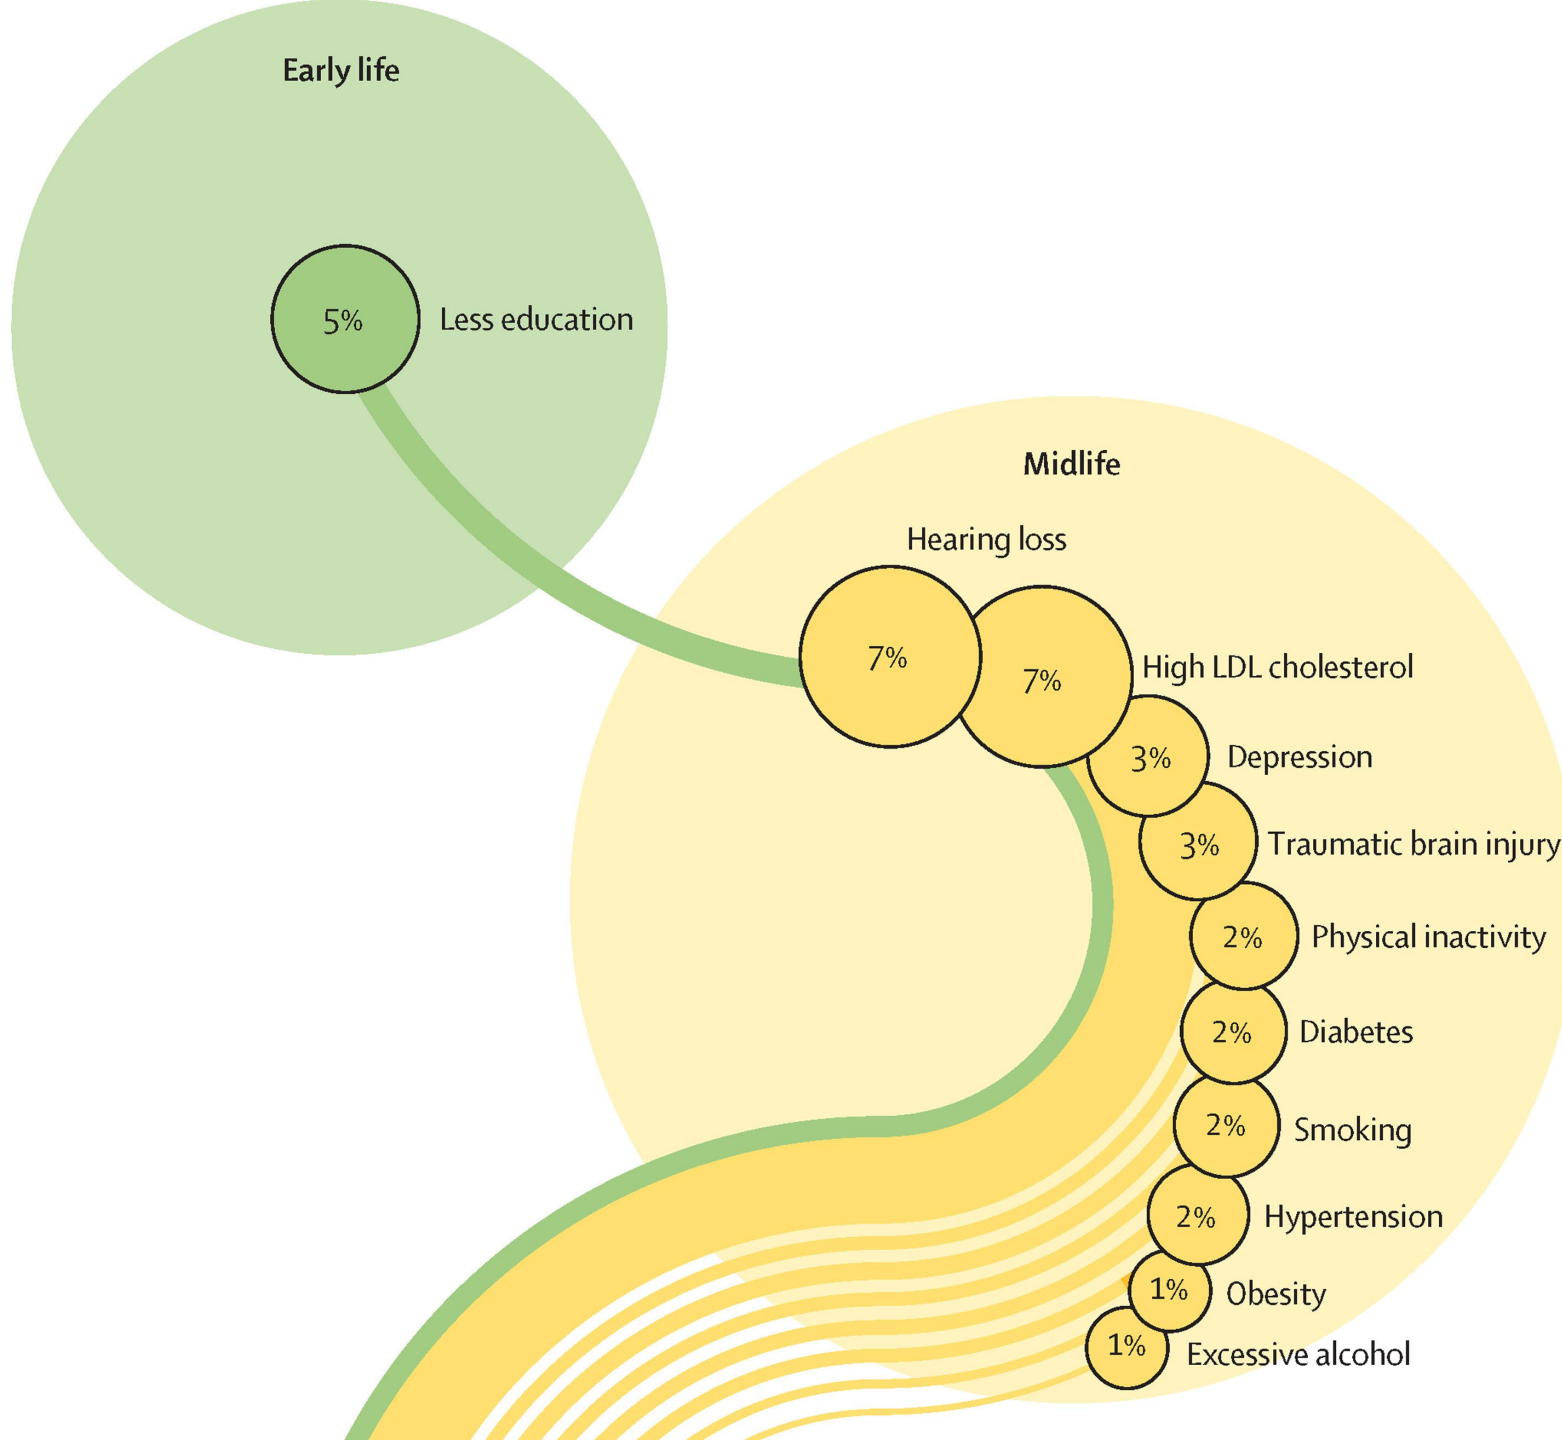 Early life
5%
Less education
Midlife
Hearing loss
7%
7%
High LDL cholesterol
3%
Depression
3%
Traumatic brain injury
2%
Physical inactivity
2%
Diabetes
2%
Smoking
2%
Hypertension
1%
Obesity
1%
Excessive alcohol